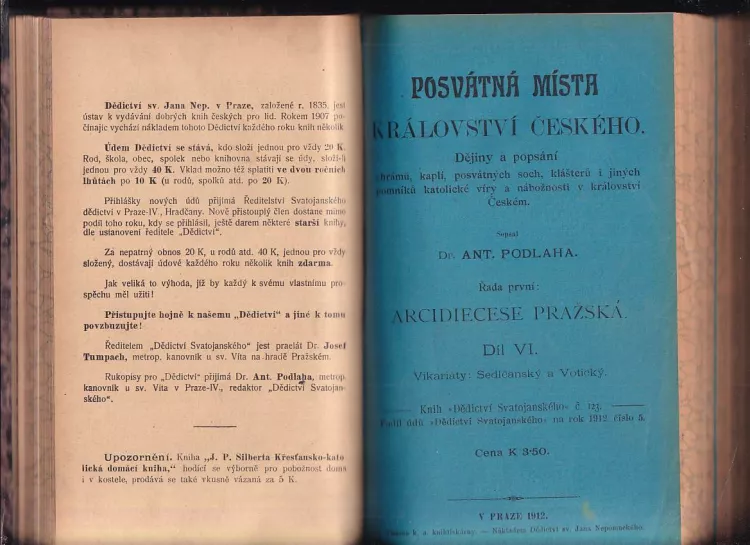 Dědictví sv. Jana Nep. v Praze, založené r. 1835, jest
ústav k vydávání dobrých knih českých pro lid. Rokem 1907 po-
čínajíc vychází nákladem tohoto Dědictví každého roku knih několik.
Údem Dědictví se stává, kdo složí jednou pro vždy 20 K.
Rod, škola, obec, spolek nebo knihovna stávají se údy, složí-li
jednou pro vždy 40 K. Vklad možno též splatiti ve dvou ročních
lhůtách po 10 K (u rodů, spolků atd. po 20 K).
Přihlášky nových údů přijímá Ředitelství Svatojanského
dědictví v Praze-IV., Hradčany. Nově přistouplý člen dostane mimo
podíl toho roku, kdy se přihlásil, ještě darem některé starší knihy,
dle ustanovení ředitele „Dědictví“.
Za nepatrný obnos 20 K, u rodů atd. 40 K, jednou pro vždy
složený, dostávají údové každého roku několik knih zdarma.
Jak veliká to výhoda, již by každý k svému vlastnímu pro-
spěchu měl užíti!
Přistupujte hojně k našemu „Dědictví“ a jiné k tomu
povzbuzujte!
Ředitelem „Dědictví Svatojanského“ jest praelát Dr. Josef
Tumpach, metrop. kanovník u sv. Víta na hradě Pražském.
Rukopisy pro „Dědictví“ přijímá Dr. Ant. Podlaha, metrop.
kanovník u sv. Víta v Praze-IV., redaktor „Dědictví Svatojan-
ského“.
Upozornění. Kniha „J. P. Silberta Křesťansko-kato-
lická domácí kniha,“ hodící se výborně pro pobožnost doma
i v kostele, prodává se také vkusně vázaná za 5 K.
POSVÁTNÁ MÍSTA
KRÁLOVSTVÍ ČESKÉHO.
Dějiny a popsání
chrámů, kaplí, posvátných soch, klášterů i jiných
pomníků katolické víry a nábožnosti v království
Českém.
Sepsal
Dr. ANT. PODLAHA.
Řada první:
ARCIDIECESE PRAŽSKÁ.
Díl VI.
Vikariáty: Sedlčanský a Votický.
Knih »Dědictví Svatojanského« č. 123.
Podíl údů »Dědictví Svatojanského« na rok 1912 číslo 5.
Cena K 3·50.
V PRAZE 1912.
knihtiskárny. — Nákladem Dědictví sv. Jana Nepomuckého.